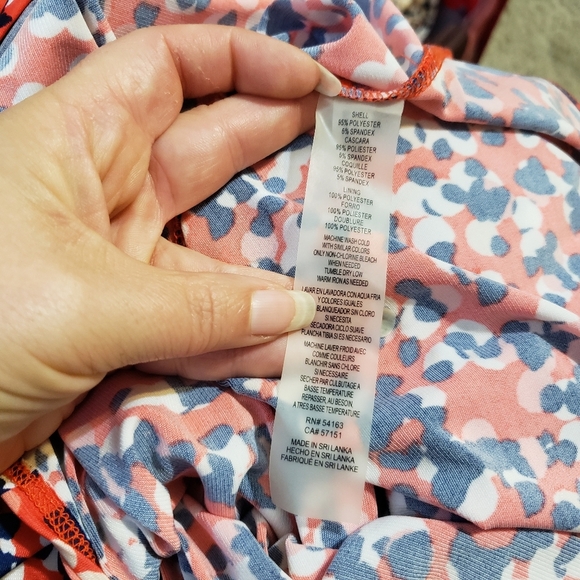 SHELL
95% POLYESTER
5% SPANDEX
CASCARA
95% POLIESTER
5% SPANDEX
COQUILLE
95% POLYESTER
5% SPANDEX
LINING
100% POLYESTER
FORRO
100% POLIESTER
DOUBLURE
100% POLYESTER
MACHINE WASH COLD
WITH SIMILAR COLORS
ONLY NON-CHLORINE BLEACH
WHEN NEEDED
TUMBLE DRY LOW
WARM IRON AS NEEDED
LAVAR EN LAVADORA CON AQUA FRIA
Y COLORES IGUALES
BLANQUEADOR SIN CLORO
SI NECESITA
SECADORA CICLO SUAVE
PLANCHA TIBIA SI ES NECESARIO
MACHINE LAVER FROID AVEC
COMME COULEURS
BLANCHIR SANS CHLORE
SI NECESSAIRE
SECHER PAR CULBUTAGE A
BASSE TEMPERATURE
REPASSER, AU BESOIN,
A TRES BASSE TEMPERATURE
RN# 54163
CA# 57151
MADE IN SRI LANKA
HECHO EN SRI LANKA
FABRIQUÉ EN SRI LANKE